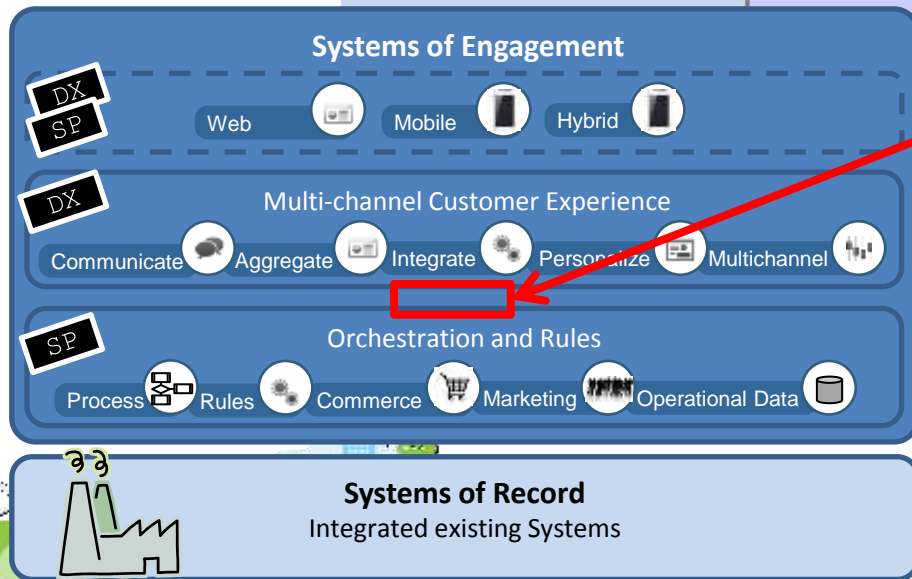 Systems of Engagement
DX
SP
Web Mobile Hybrid
DX
Multi-channel Customer Experience
Communicate Aggregate Integrate Personalize Multichannel
SP
Orchestration and Rules
Process Rules Commerce Marketing Operational Data
Systems of Record
Integrated existing Systems